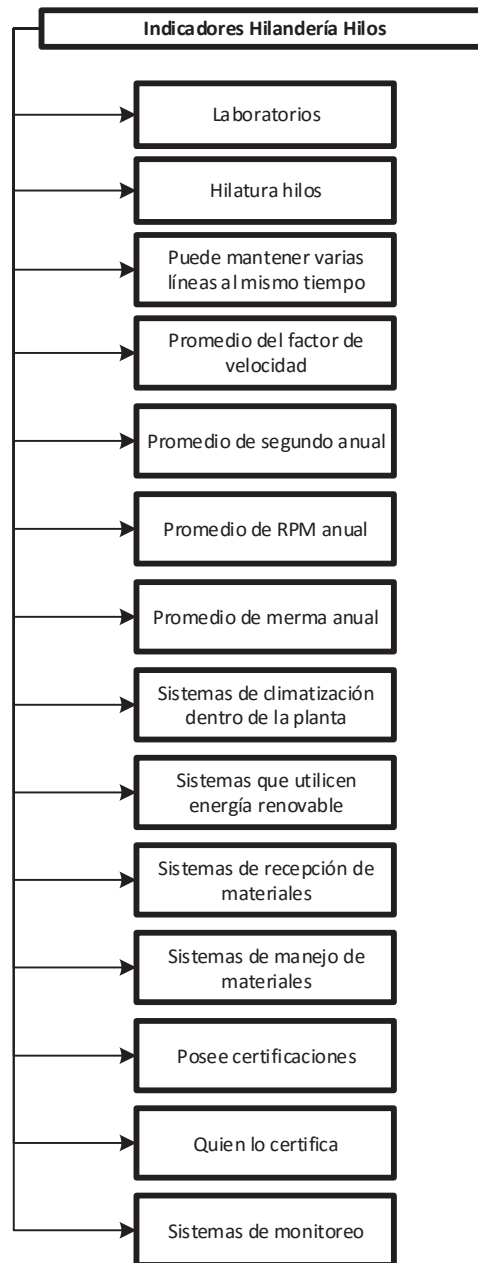 Indicadores Hilandería Hilos
Laboratorios
Hilatura hilos
Puede mantener varias
líneas al mismo tiempo
Promedio del factor de
velocidad
Promedio de segundo anual
Promedio de RPM anual
Promedio de merma anual
Sistemas de climatización
dentro de la planta
Sistemas que utilicen
energía renovable
Sistemas de recepción de
materiales
Sistemas de manejo de
materiales
Posee certificaciones
Quien lo certifica
Sistemas de monitoreo